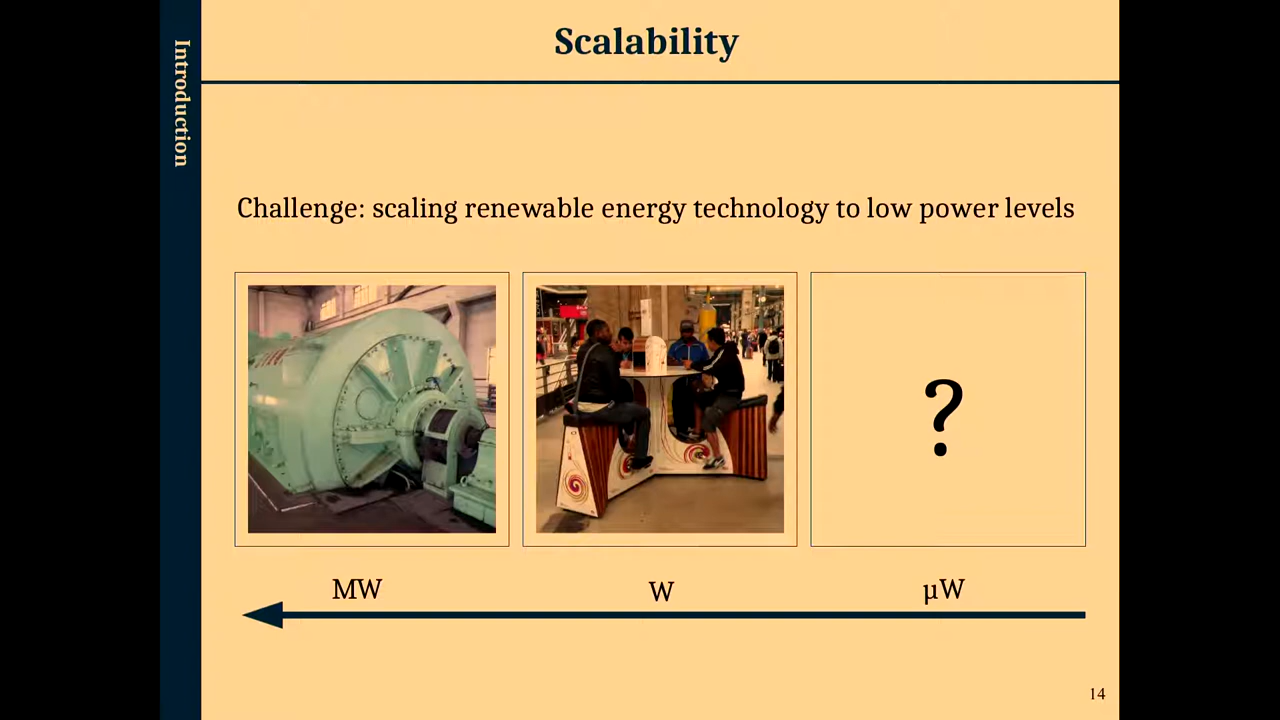 Scalability
Introduction
Challenge: scaling renewable energy technology to low power levels
?
MW
W
µW
14